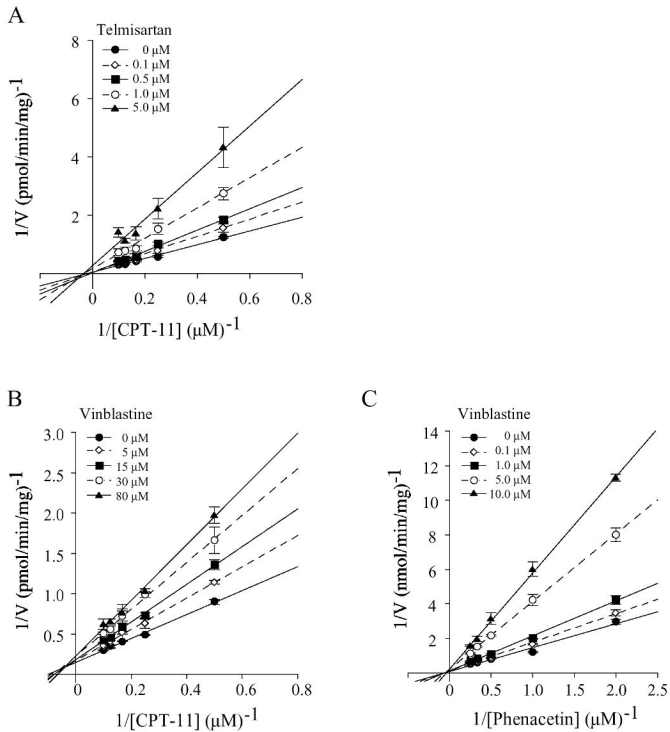 A
Telmisartan
0 μM
0.1 μM
0.5 μM
1.0 μM
5.0 μM
8
6
4
2
1/V (pmol/min/mg)-1
0 0.2 0.4 0.6 0.8
1/[CPT-11] (μM)-1
B
Vinblastine
0 μM
5 μM
15 μM
30 μM
80 μM
3.0
2.5
2.0
1.5
1.0
0.5
1/V (pmol/min/mg)-1
0 0.2 0.4 0.6 0.8
1/[CPT-11] (μM)-1
C
Vinblastine
0 μM
0.1 μM
1.0 μM
5.0 μM
10.0 μM
14
12
10
8
6
4
2
1/V (nmol/min/mg)-1
0 0.5 1.0 1.5 2.0 2.5
1/[Phenacetin] (μM)-1